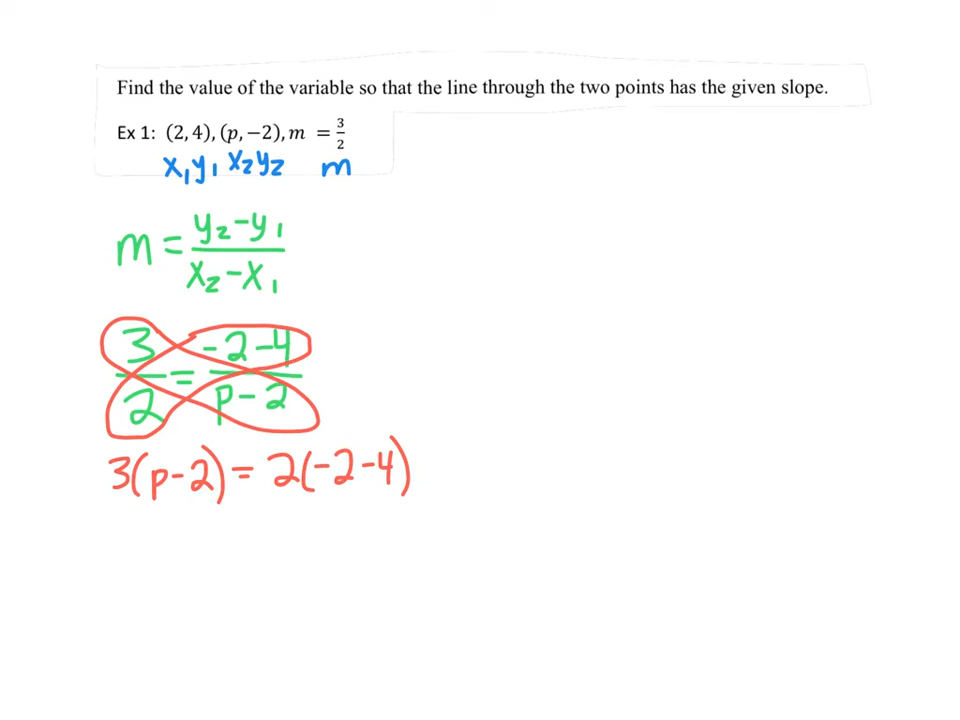 Find the value of the variable so that the line through the two points has the given slope.
Ex 1: (2, 4), (p, −2), m = 3/2
x₁ y₁ x₂ y₂ m
m = y₂ − y₁ / x₂ − x₁
3/2 = −2 − 4 / p − 2
3(p − 2) = 2(−2 − 4)